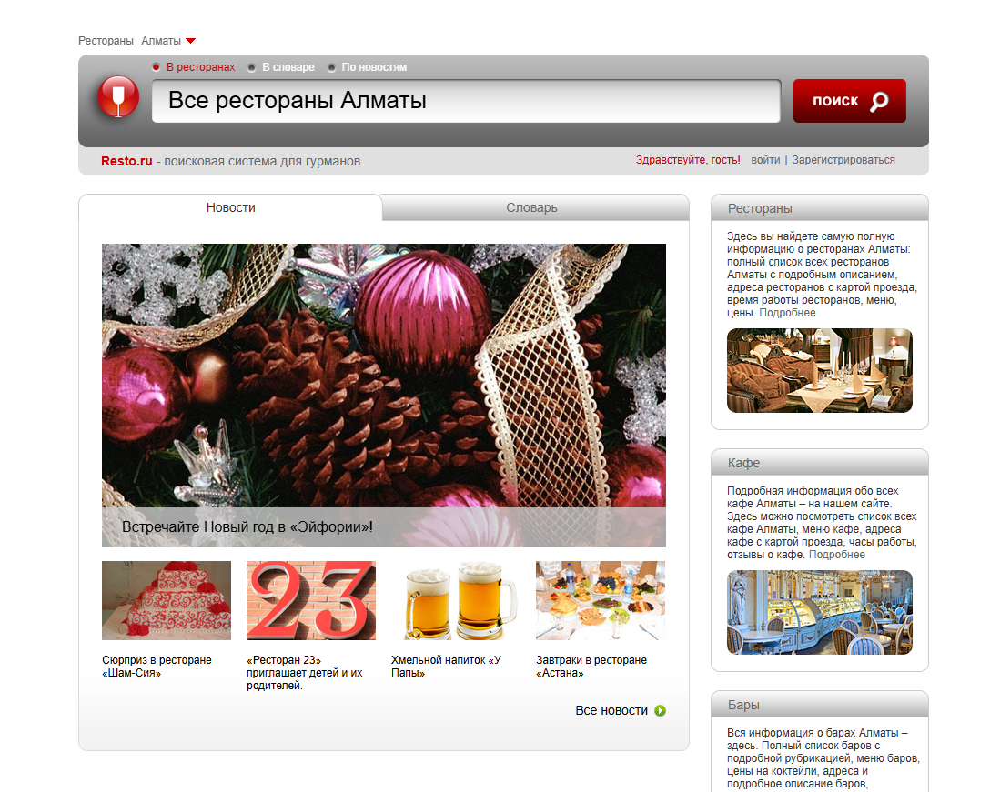 Рестораны Алматы
В ресторанах В словаре По новостям
Все рестораны Алматы
поиск
Resto.ru - поисковая система для гурманов
Здравствуйте, гость! войти | Зарегистрироваться
Новости
Словарь
Встречайте Новый год в «Эйфории»!
23
Сюрприз в ресторане
«Шам-Сия»
«Ресторан 23»
приглашает детей и их
родителей.
Хмельной напиток «У
Папы»
Завтраки в ресторане
«Астана»
Все новости
Рестораны
Здесь вы найдете самую полную
информацию о ресторанах Алматы:
полный список всех ресторанов
Алматы с подробным описанием,
адреса ресторанов с картой проезда,
время работы ресторанов, меню,
цены. Подробнее
Кафе
Подробная информация обо всех
кафе Алматы – на нашем сайте.
Здесь можно посмотреть список всех
кафе Алматы, меню кафе, адреса
кафе с картой проезда, часы работы,
отзывы о кафе. Подробнее
Бары
Вся информация о барах Алматы –
здесь. Полный список баров с
подробной рубрикацией, меню баров,
цены на коктейли, адреса и
подробное описание баров,